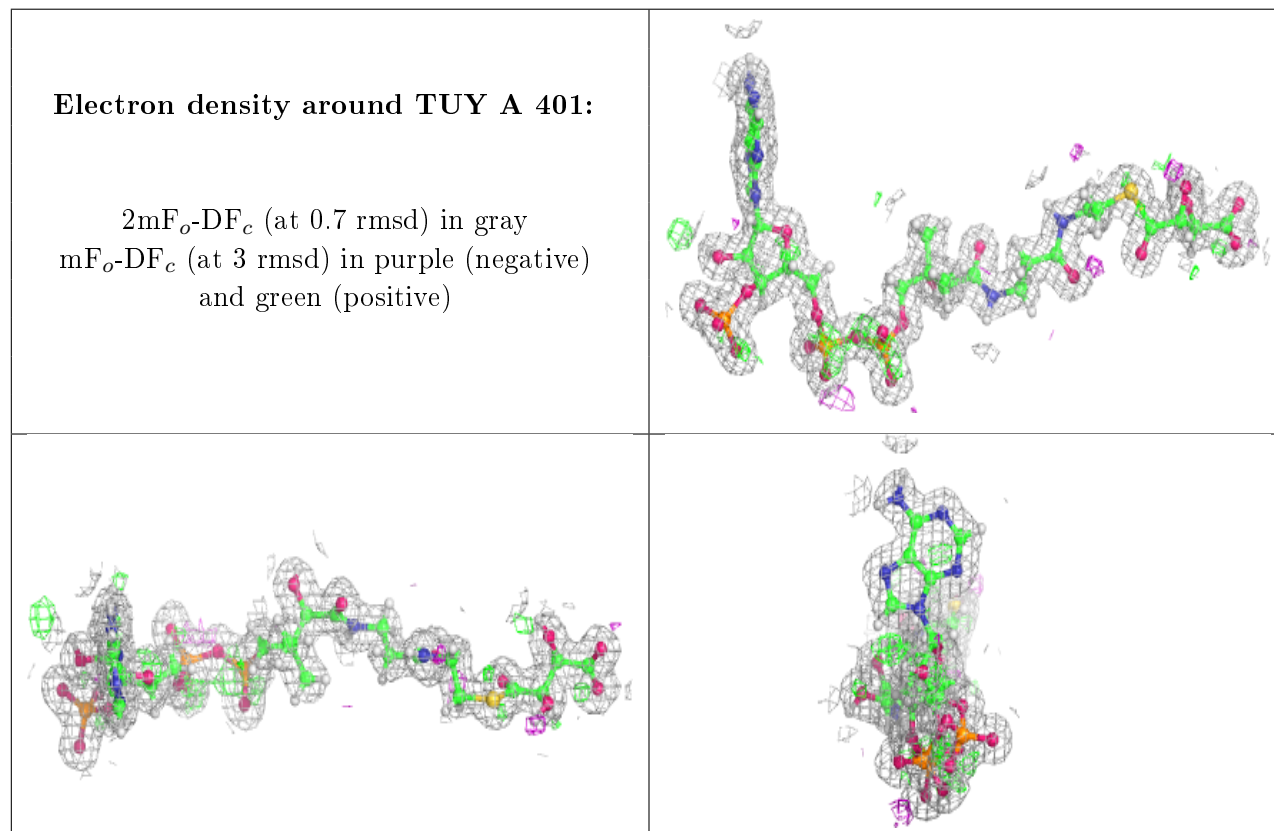 Electron density around TUY A 401:
2mFo-DFc (at 0.7 rmsd) in gray
mFo-DFc (at 3 rmsd) in purple (negative)
and green (positive)